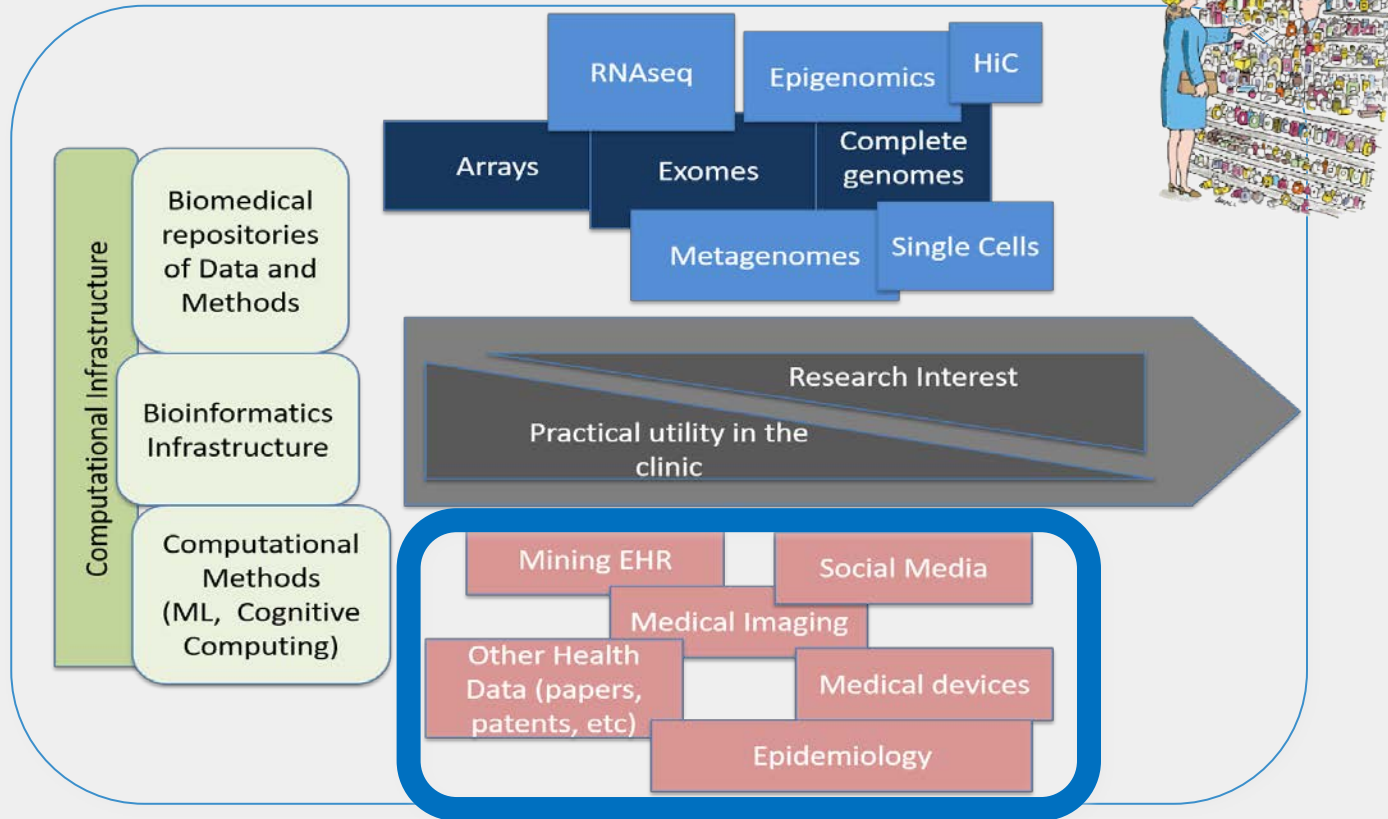 RNAseq
Epigenomics
HiC
Arrays
Exomes
Complete
genomes
Metagenomes
Single Cells
Computational Infrastructure
Biomedical
repositories
of Data and
Methods
Bioinformatics
Infrastructure
Computational
Methods
(ML, Cognitive
Computing)
Research Interest
Practical utility in the
clinic
Mining EHR
Social Media
Medical Imaging
Other Health
Data (papers,
patents, etc)
Medical devices
Epidemiology